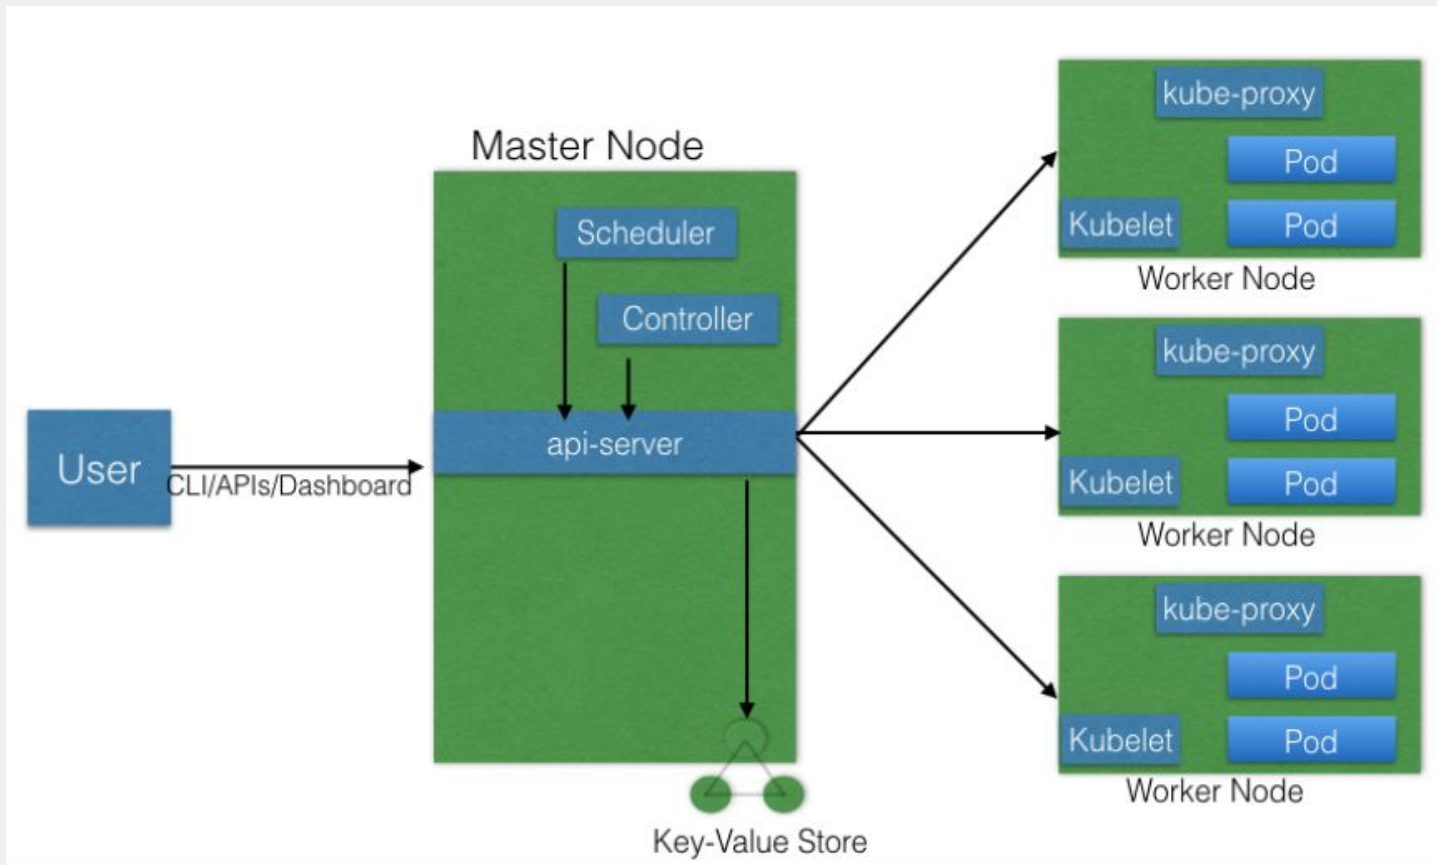 Master Node
Scheduler
Controller
api-server
User
CLI/APIs/Dashboard
Key-Value Store
kube-proxy
Pod
Kubelet
Pod
Worker Node
kube-proxy
Pod
Kubelet
Pod
Worker Node
kube-proxy
Pod
Kubelet
Pod
Worker Node